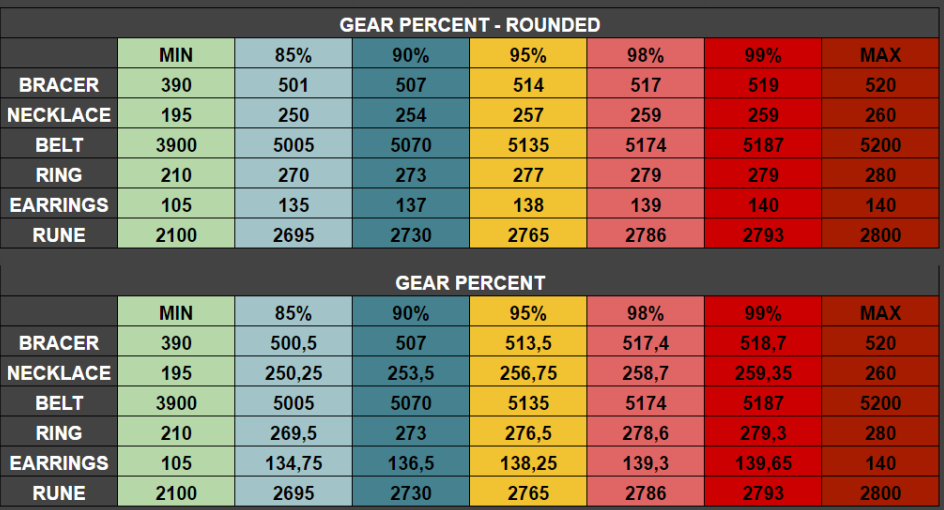 GEAR PERCENT - ROUNDED
MIN 85% 90% 95% 98% 99% MAX
BRACER 390 501 507 514 517 519 520
NECKLACE 195 250 254 257 259 259 260
BELT 3900 5005 5070 5135 5174 5187 5200
RING 210 270 273 277 279 279 280
EARRINGS 105 135 137 138 139 140 140
RUNE 2100 2695 2730 2765 2786 2793 2800
GEAR PERCENT
MIN 85% 90% 95% 98% 99% MAX
BRACER 390 500,5 507 513,5 517,4 518,7 520
NECKLACE 195 250,25 253,5 256,75 258,7 259,35 260
BELT 3900 5005 5070 5135 5174 5187 5200
RING 210 269,5 273 276,5 278,6 279,3 280
EARRINGS 105 134,75 136,5 138,25 139,3 139,65 140
RUNE 2100 2695 2730 2765 2786 2793 2800